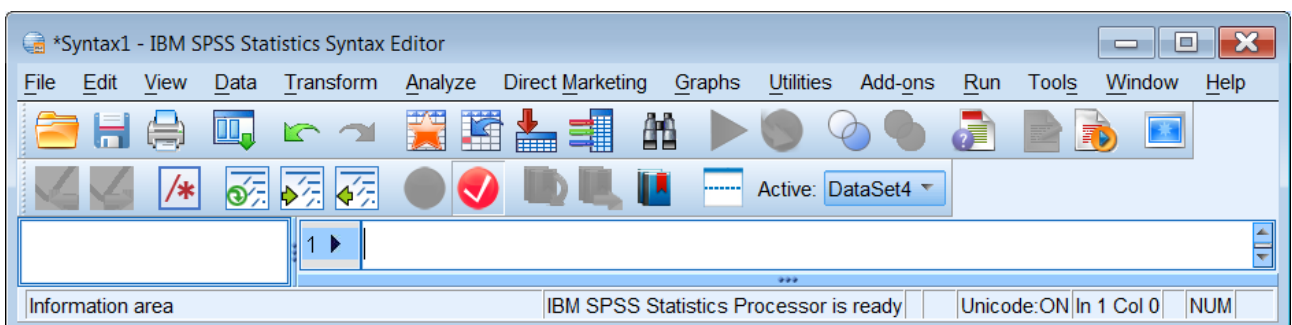 *Syntax1 - IBM SPSS Statistics Syntax Editor
File Edit View Data Transform Analyze Direct Marketing Graphs Utilities Add-ons Run Tools Window Help
/* Active: DataSet4
1
Information area IBM SPSS Statistics Processor is ready Unicode:ON In 1 Col 0 NUM